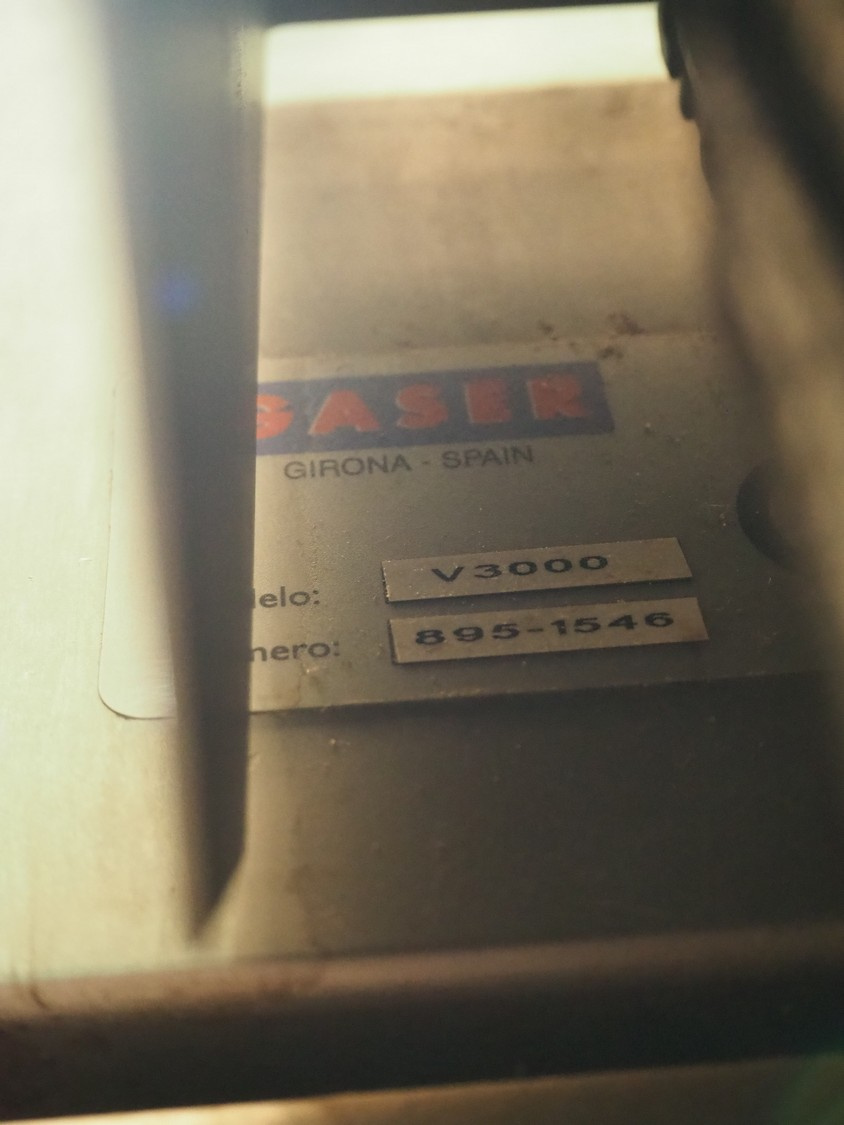 GASER
GIRONA - SPAIN
V3000
895-1546